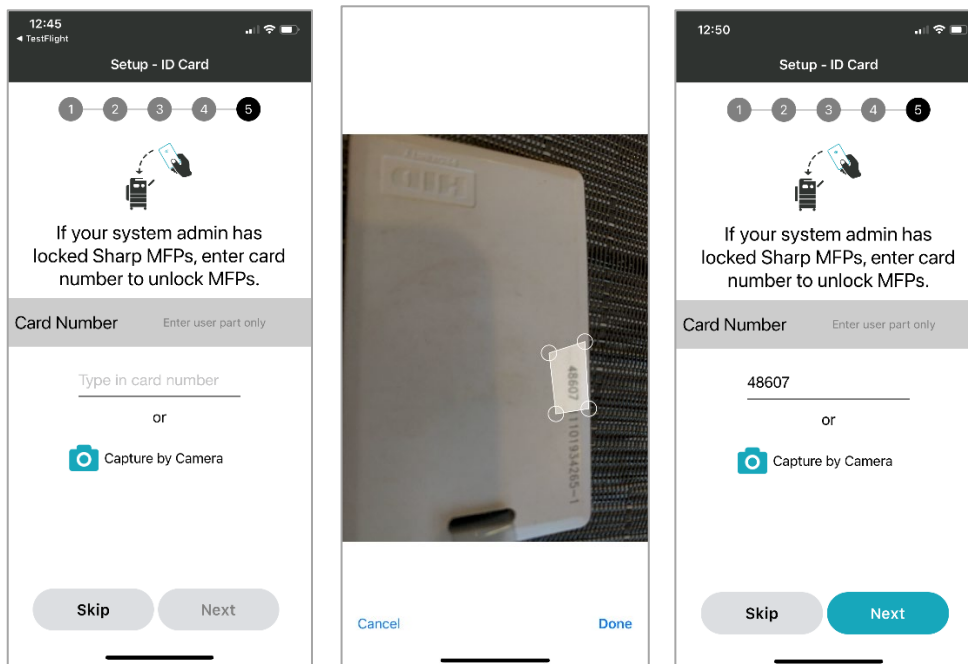 12:45
◄ TestFlight
Setup - ID Card
1 2 3 4 5
If your system admin has
locked Sharp MFPs, enter card
number to unlock MFPs.
Card Number Enter user part only
Type in card number
or
Capture by Camera
Skip Next
HID
48607
1101934265-1
Cancel Done
12:50
Setup - ID Card
1 2 3 4 5
If your system admin has
locked Sharp MFPs, enter card
number to unlock MFPs.
Card Number Enter user part only
48607
or
Capture by Camera
Skip Next